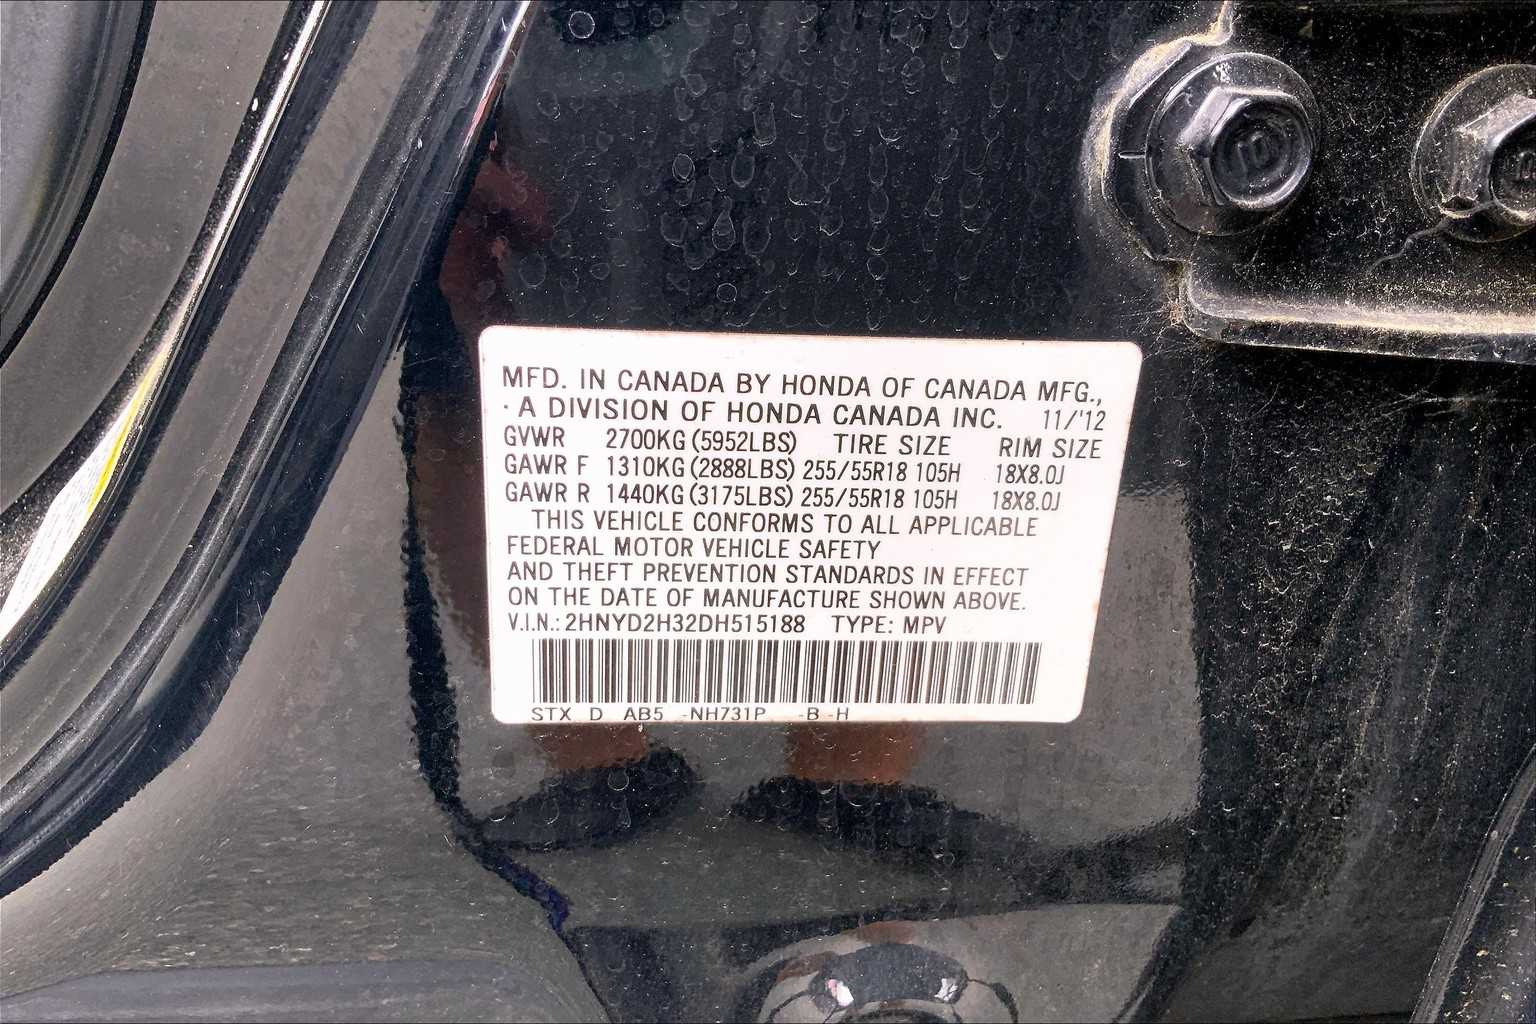 10
10
MFD. IN CANADA BY HONDA OF CANADA MFG.,
· A DIVISION OF HONDA CANADA INC. 11/'12
GVWR 2700KG (5952LBS) TIRE SIZE RIM SIZE
GAWR F 1310KG (2888LBS) 255/55R18 105H 18X8.0J
GAWR R 1440KG (3175LBS) 255/55R18 105H 18X8.0J
THIS VEHICLE CONFORMS TO ALL APPLICABLE
FEDERAL MOTOR VEHICLE SAFETY
AND THEFT PREVENTION STANDARDS IN EFFECT
ON THE DATE OF MANUFACTURE SHOWN ABOVE.
V.I.N.: 2HNYD2H32DH515188 TYPE: MPV
STX D AB5 -NH731P -B -H